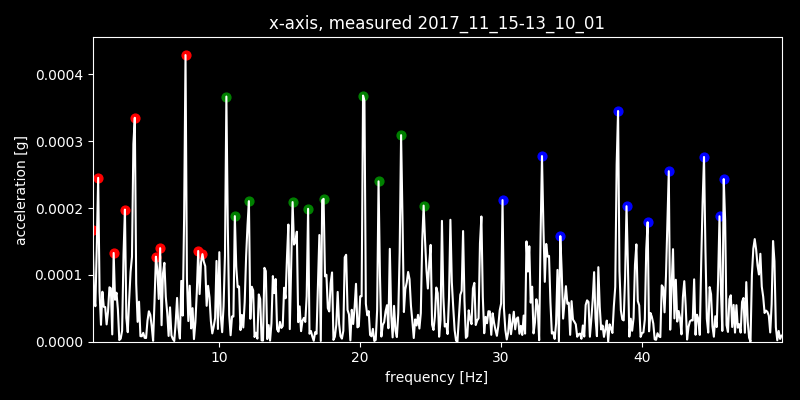 x-axis, measured 2017_11_15-13_10_01
0.0004
0.0003
0.0002
0.0001
0.0000
acceleration [g]
10 20 30 40
frequency [Hz]